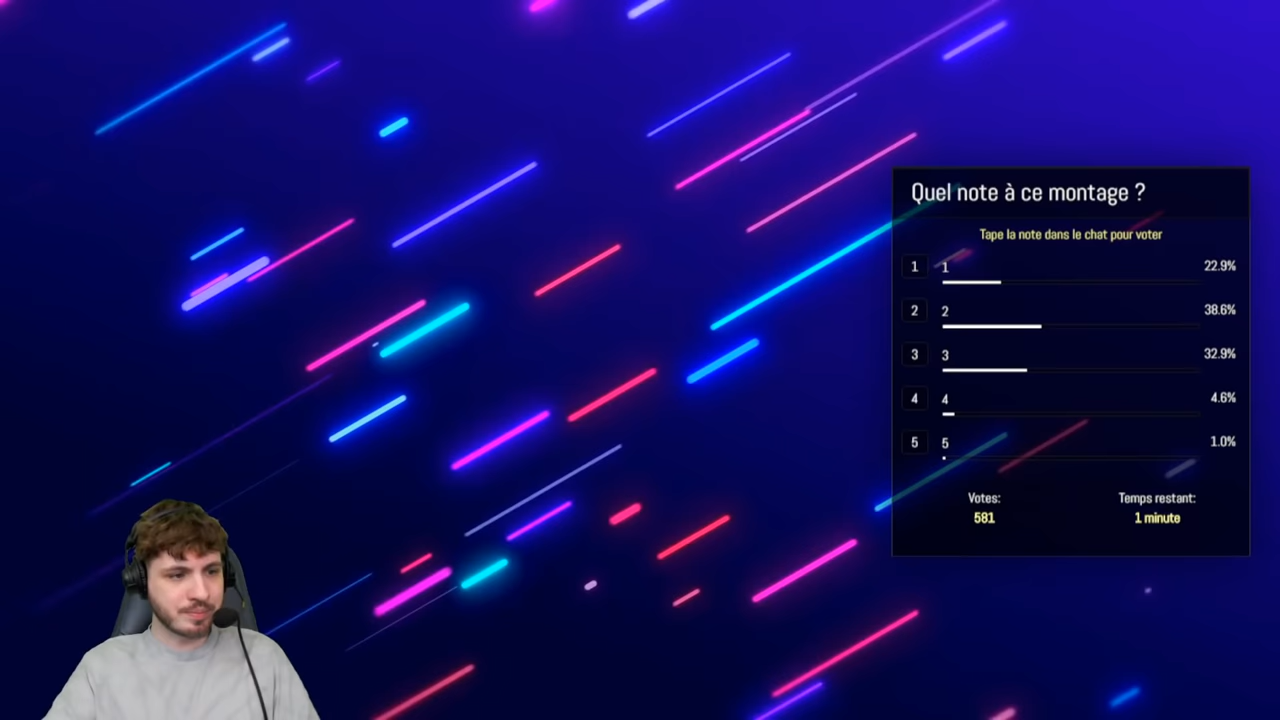 Quel note à ce montage ?
Tape la note dans le chat pour voter
1 1 22.9%
2 2 38.6%
3 3 32.9%
4 4 4.6%
5 5 1.0%
Votes: Temps restant:
581 1 minute